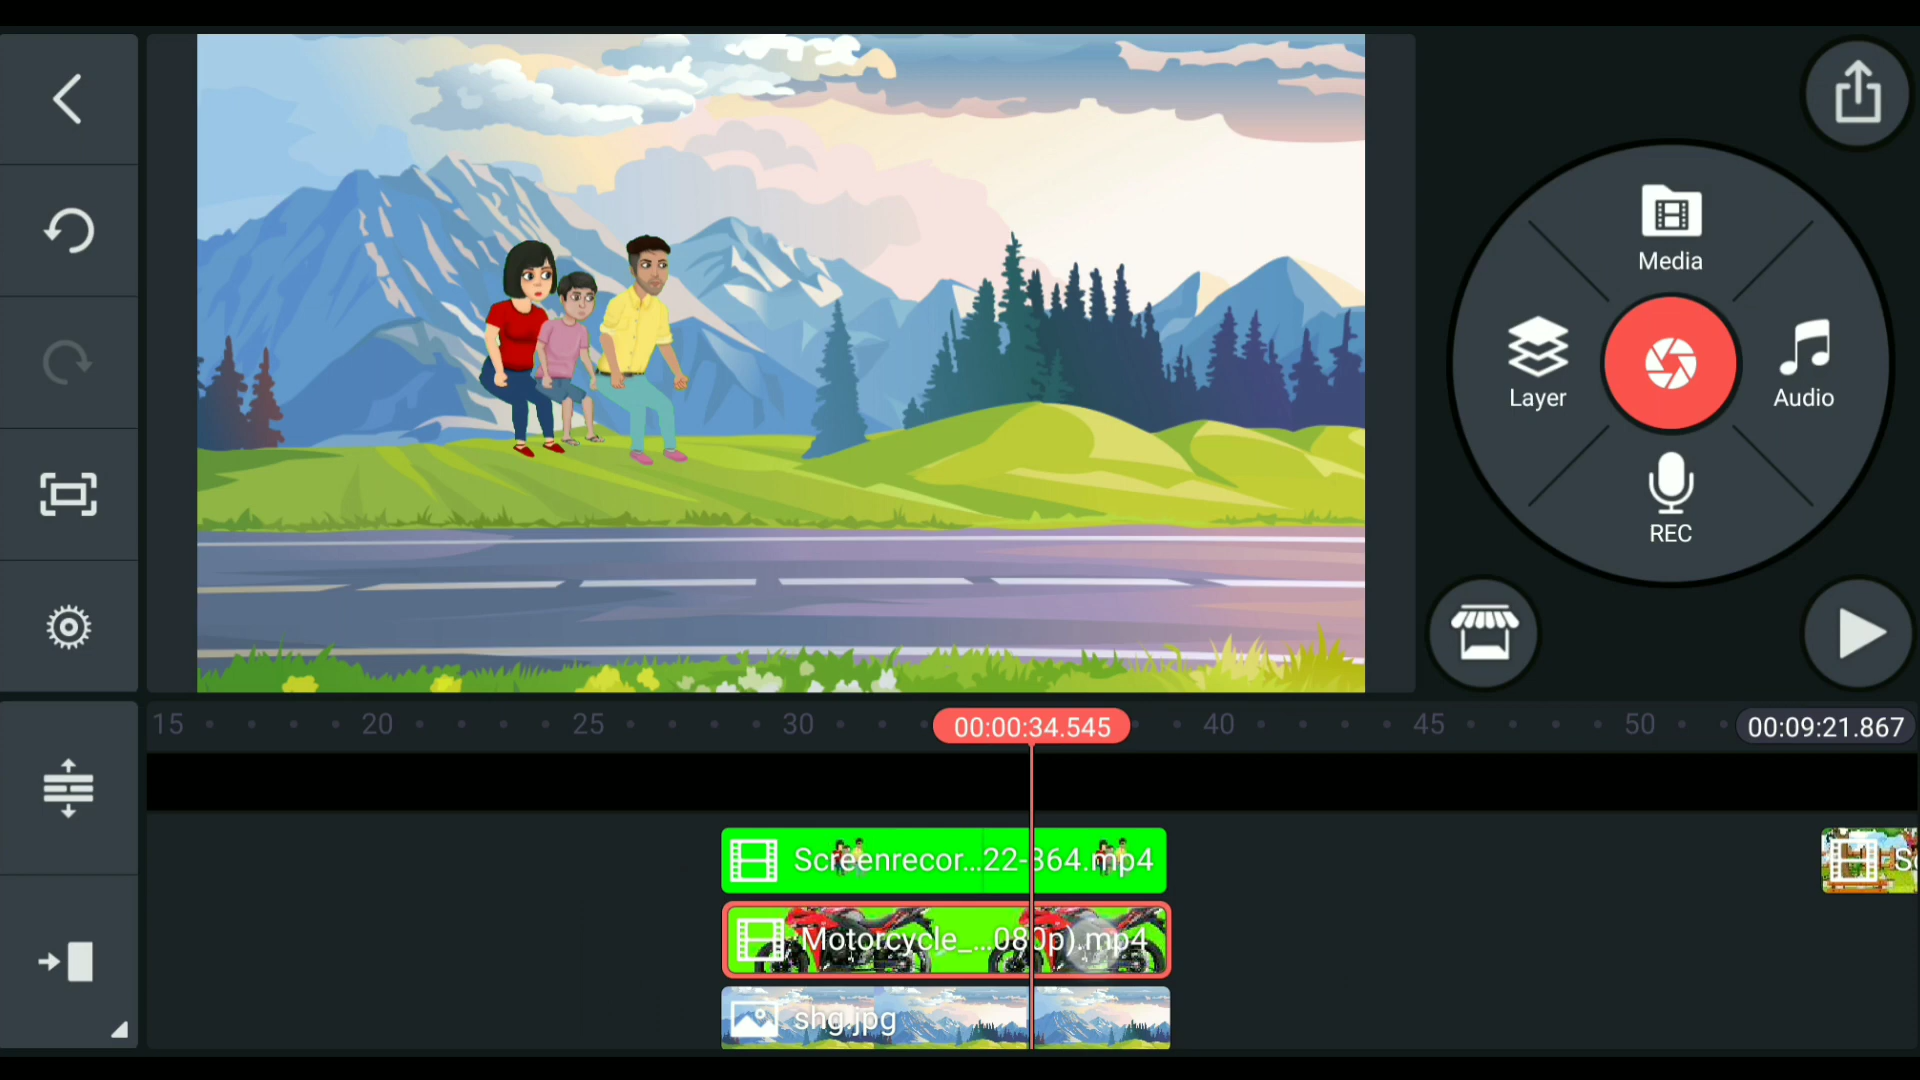 Media
Layer
Audio
REC
15
20
25
30
00:00:34.545
40
45
50
00:09:21.867
Screenrecor...22-364.mp4
Motorcycle_...080p).mp4
shg.jpg